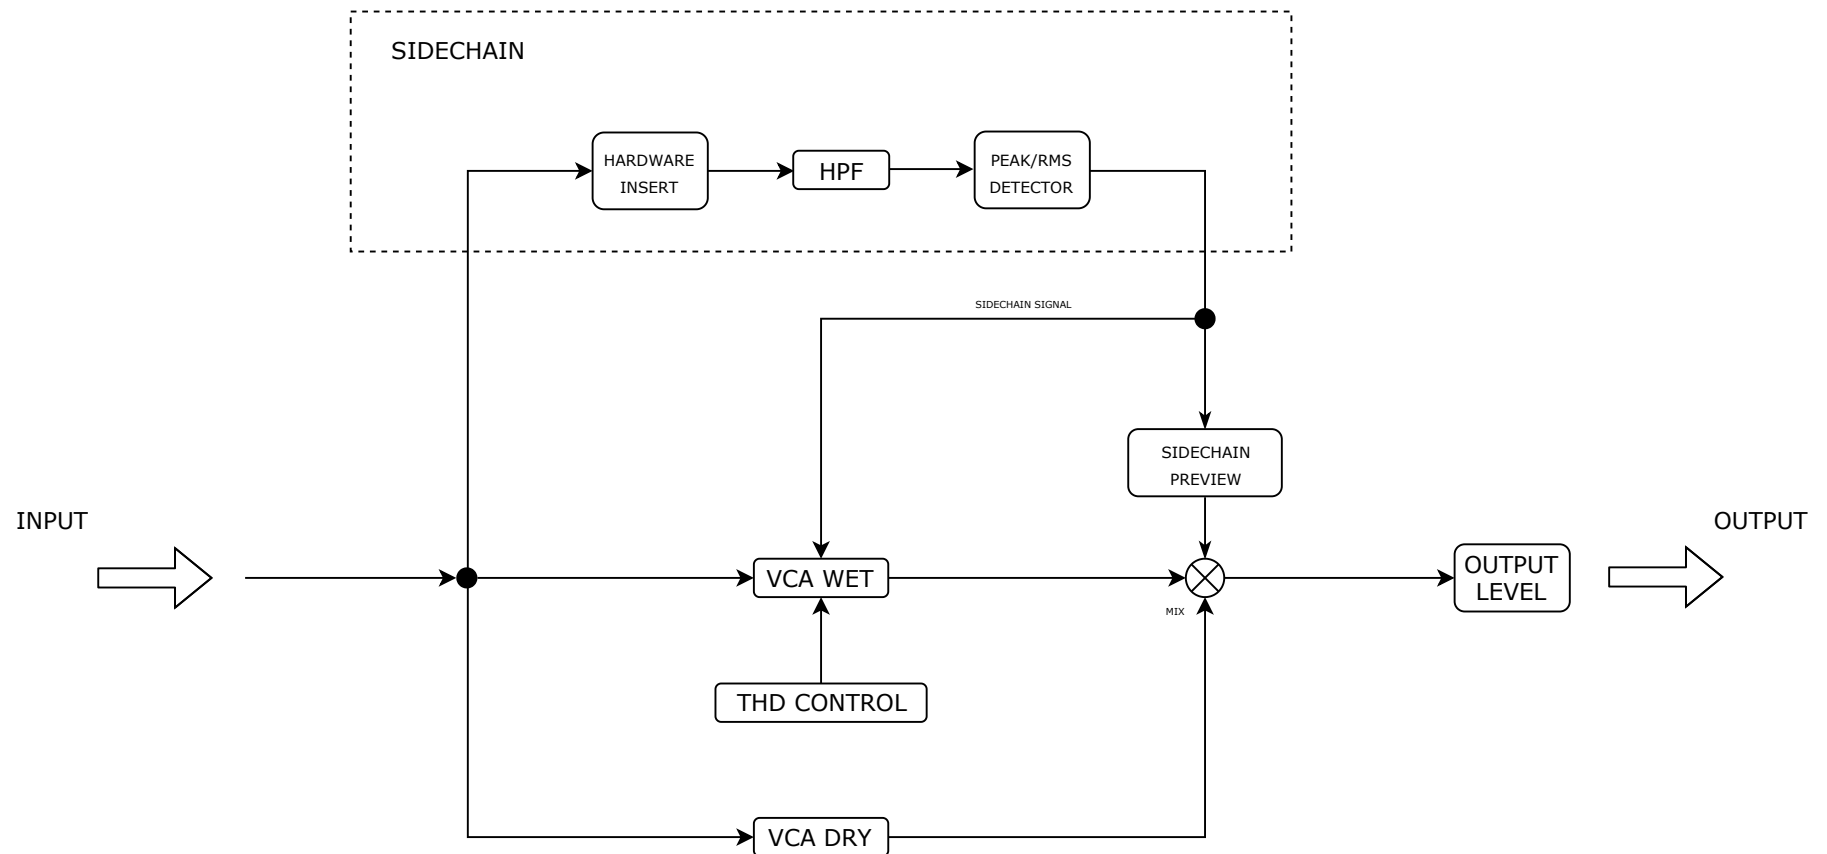 SIDECHAIN
HARDWARE
INSERT
HPF
PEAK/RMS
DETECTOR
SIDECHAIN SIGNAL
SIDECHAIN
PREVIEW
INPUT
OUTPUT
VCA WET
MIX
OUTPUT
LEVEL
THD CONTROL
VCA DRY